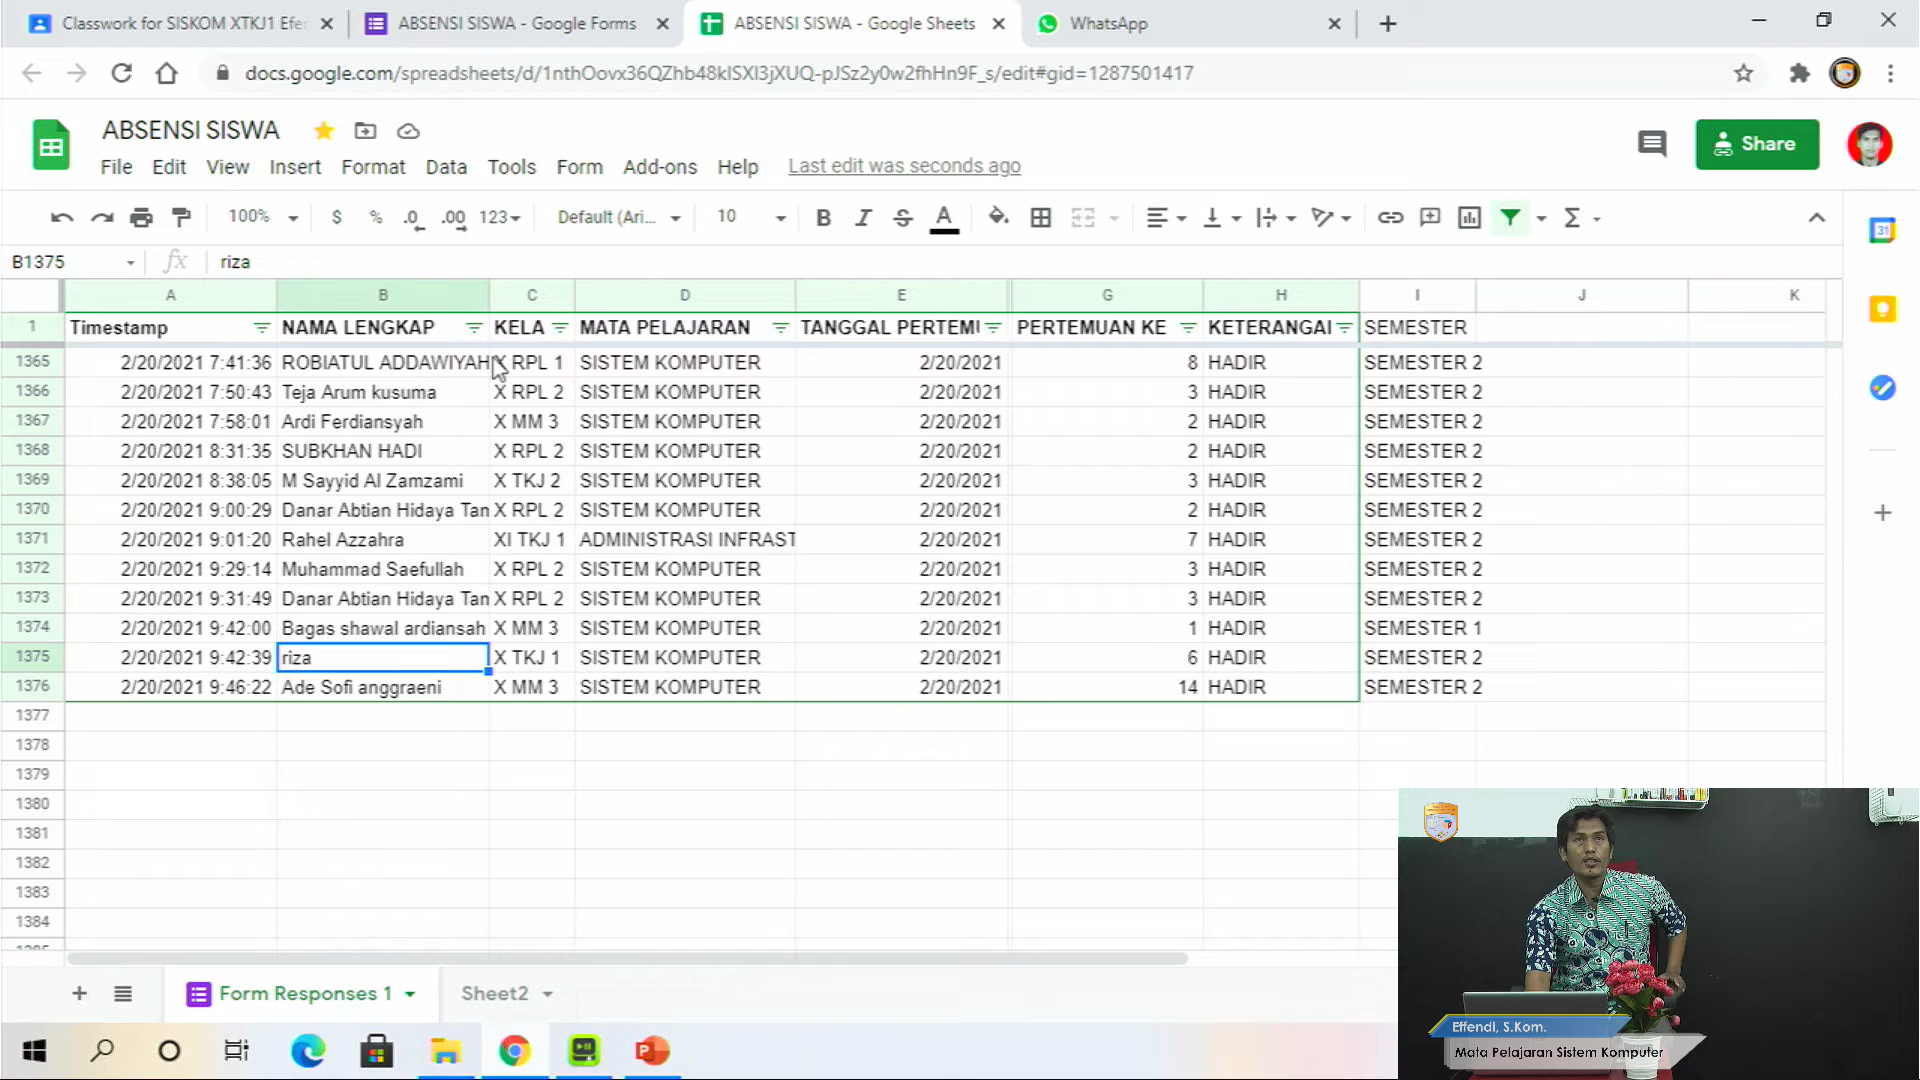 Classwork for SISKOM XTKJ1 Efer
ABSENSI SISWA - Google Forms
ABSENSI SISWA - Google Sheets
WhatsApp
docs.google.com/spreadsheets/d/1nthOovx36QZhb48kISXI3jXUQ-pJSz2y0w2fhHn9F_s/edit#gid=1287501417
ABSENSI SISWA
File Edit View Insert Format Data Tools Form Add-ons Help Last edit was seconds ago
Share
100% $ % .0 .00 123 Default (Ari... 10 B I S A Σ
31
B1375 fx riza
A B C D E G H I J K
1 Timestamp NAMA LENGKAP KELA MATA PELAJARAN TANGGAL PERTEMU PERTEMUAN KE KETERANGAI SEMESTER
1365 2/20/2021 7:41:36 ROBIATUL ADDAWIYAH X RPL 1 SISTEM KOMPUTER 2/20/2021 8 HADIR SEMESTER 2
1366 2/20/2021 7:50:43 Teja Arum kusuma X RPL 2 SISTEM KOMPUTER 2/20/2021 3 HADIR SEMESTER 2
1367 2/20/2021 7:58:01 Ardi Ferdiansyah X MM 3 SISTEM KOMPUTER 2/20/2021 2 HADIR SEMESTER 2
1368 2/20/2021 8:31:35 SUBKHAN HADI X RPL 2 SISTEM KOMPUTER 2/20/2021 2 HADIR SEMESTER 2
1369 2/20/2021 8:38:05 M Sayyid Al Zamzami X TKJ 2 SISTEM KOMPUTER 2/20/2021 3 HADIR SEMESTER 2
1370 2/20/2021 9:00:29 Danar Abtian Hidaya Tan X RPL 2 SISTEM KOMPUTER 2/20/2021 2 HADIR SEMESTER 2
1371 2/20/2021 9:01:20 Rahel Azzahra XI TKJ 1 ADMINISTRASI INFRAST 2/20/2021 7 HADIR SEMESTER 2
1372 2/20/2021 9:29:14 Muhammad Saefullah X RPL 2 SISTEM KOMPUTER 2/20/2021 3 HADIR SEMESTER 2
1373 2/20/2021 9:31:49 Danar Abtian Hidaya Tan X RPL 2 SISTEM KOMPUTER 2/20/2021 3 HADIR SEMESTER 2
1374 2/20/2021 9:42:00 Bagas shawal ardiansah X MM 3 SISTEM KOMPUTER 2/20/2021 1 HADIR SEMESTER 1
1375 2/20/2021 9:42:39 riza X TKJ 1 SISTEM KOMPUTER 2/20/2021 6 HADIR SEMESTER 2
1376 2/20/2021 9:46:22 Ade Sofi anggraeni X MM 3 SISTEM KOMPUTER 2/20/2021 14 HADIR SEMESTER 2
1377
1378
1379
1380
1381
1382
1383
1384
1385
Form Responses 1 Sheet2
Effendi, S.Kom.
Mata Pelajaran Sistem Komputer